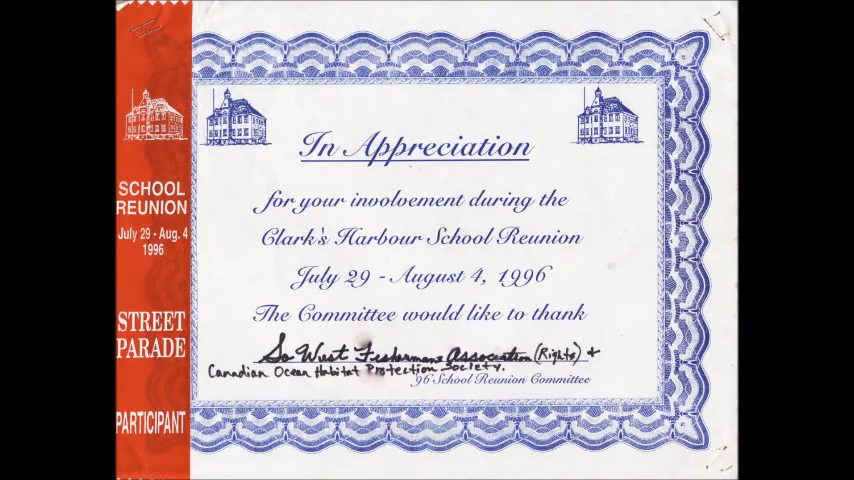 SCHOOL
REUNION
July 29 - Aug. 4
1996
STREET
PARADE
PARTICIPANT
In Appreciation
for your involvement during the
Clark's Harbour School Reunion
July 29 - August 4, 1996
The Committee would like to thank
So West Fisherman's Association (Rights) +
Canadian Ocean Habitat Protection Society.
96 School Reunion Committee